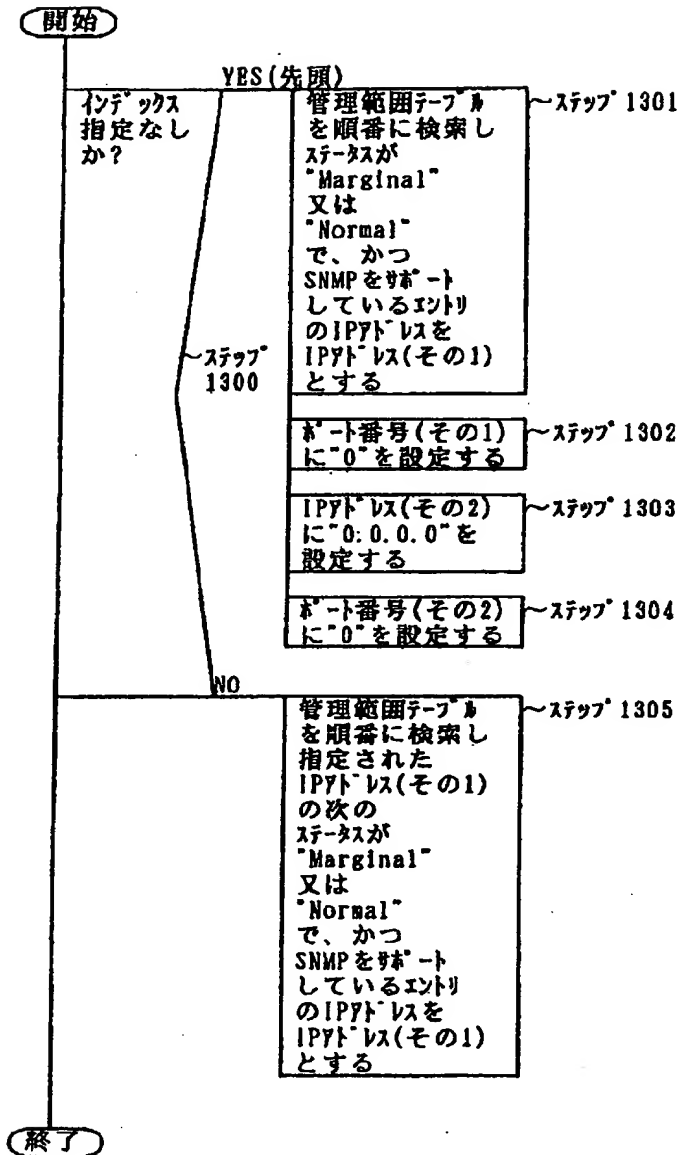 開始
YES(先頭)
インデックス
指定なし
か?
~ステップ
1300
管理範囲テーブル
を順番に検索し
ステータスが
"Marginal"
又は
"Normal"
で、かつ
SNMPをサポート
しているエントリ
のIPアドレスを
IPアドレス(その1)
とする
~ステップ1301
ポート番号(その1)
に"0"を設定する
~ステップ1302
IPアドレス(その2)
に"0:0.0.0"を
設定する
~ステップ1303
ポート番号(その2)
に"0"を設定する
~ステップ1304
NO
管理範囲テーブル
を順番に検索し
指定された
IPアドレス(その1)
の次の
ステータスが
"Marginal"
又は
"Normal"
で、かつ
SNMPをサポート
しているエントリ
のIPアドレスを
IPアドレス(その1)
とする
~ステップ1305
終了